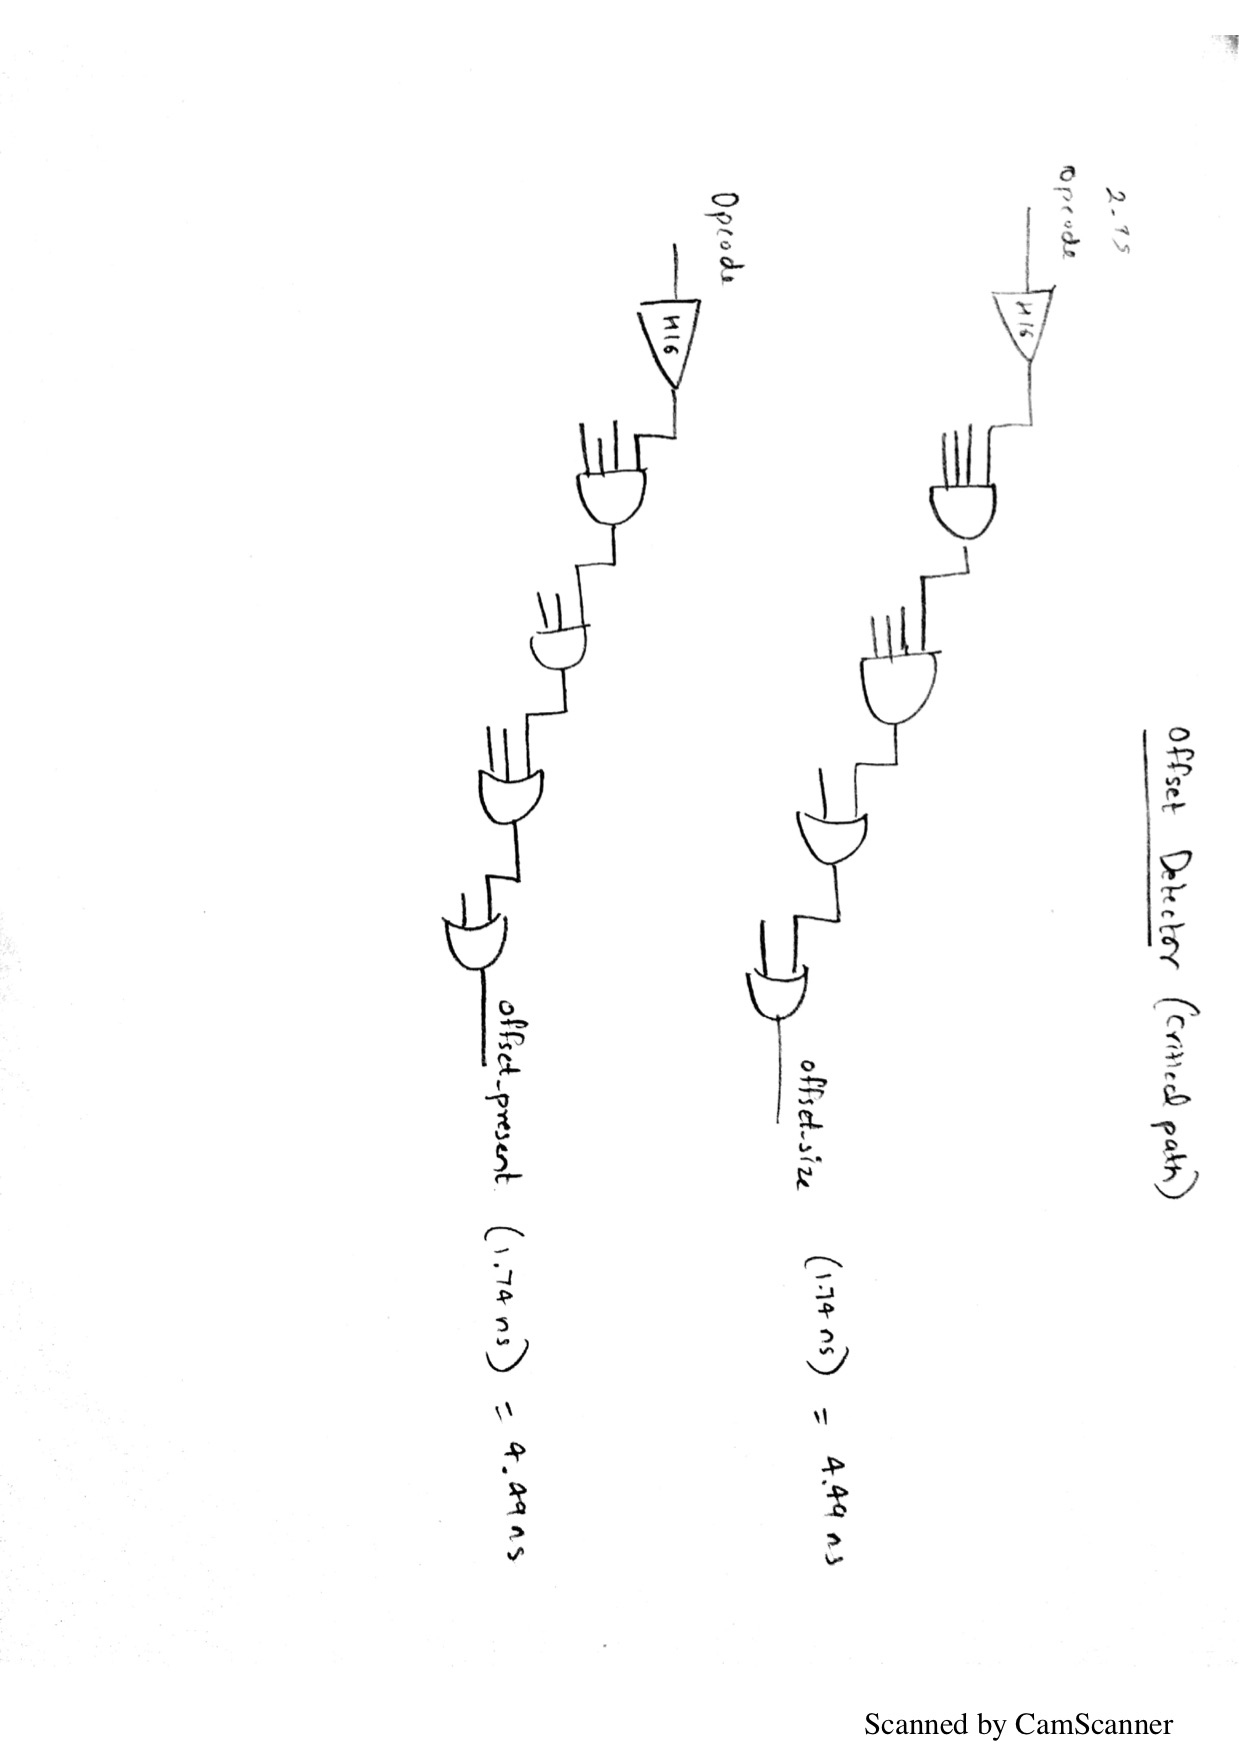 Offset Detector (critical path)
2.75
Opcode
H16
offset_size (1.74 ns) = 4.49 ns
Opcode
H16
offset_present (1.74 ns) = 4.49 ns
Scanned by CamScanner